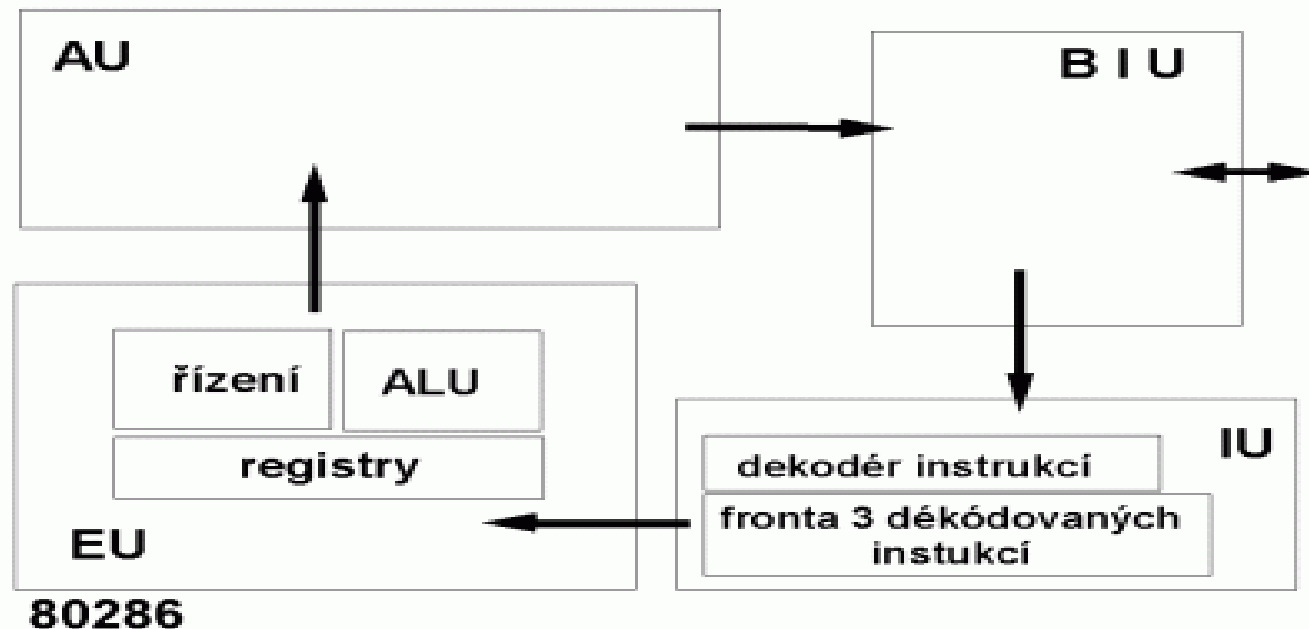 AU
B I U
řízení
ALU
registry
EU
IU
dekodér instrukcí
fronta 3 dékódovaných
instukcí
80286